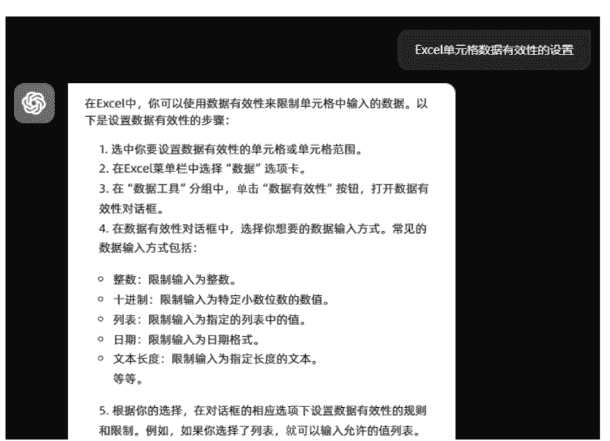 Excel单元格数据有效性的设置
在Excel中，你可以使用数据有效性来限制单元格中输入的数据。以
下是设置数据有效性的步骤：
1. 选中你要设置数据有效性的单元格或单元格范围。
2. 在Excel菜单栏中选择“数据”选项卡。
3. 在“数据工具”分组中，单击“数据有效性”按钮，打开数据有
效性对话框。
4. 在数据有效性对话框中，选择你想要的数据输入方式。常见的
数据输入方式包括：
○ 整数：限制输入为整数。
○ 十进制：限制输入为特定小数位数的数值。
○ 列表：限制输入为指定的列表中的值。
○ 日期：限制输入为日期格式。
○ 文本长度：限制输入为指定长度的文本。
等等。
5. 根据你的选择，在对话框的相应选项下设置数据有效性的规则
和限制。例如，如果你选择了列表，就可以输入允许的值列表。